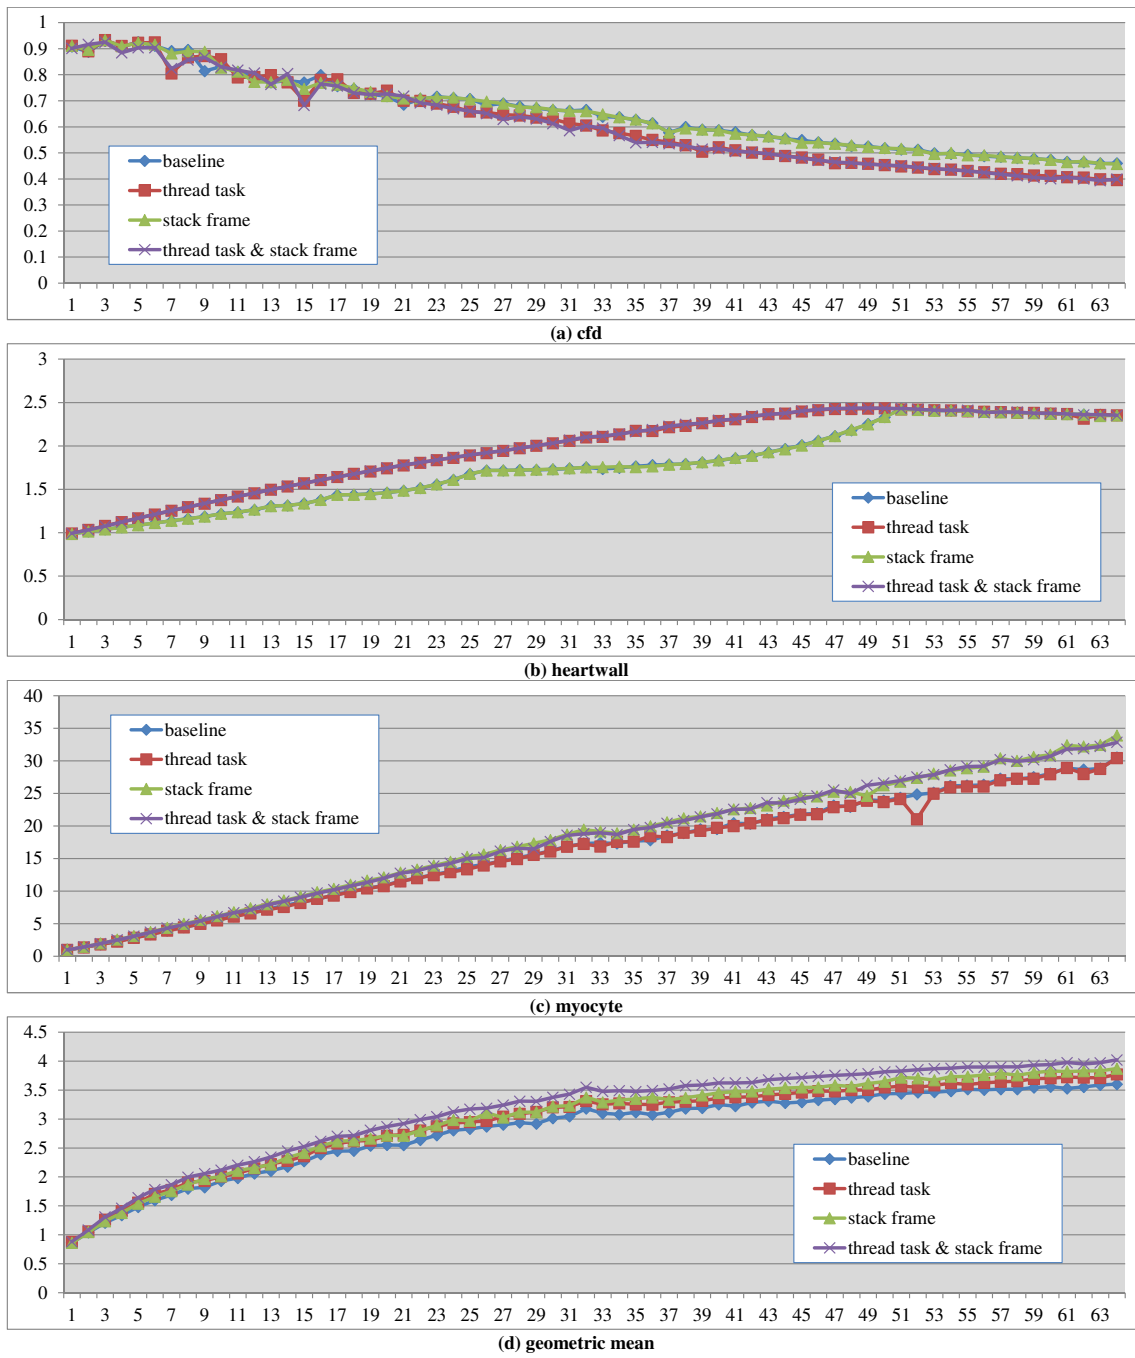 1
0.9
0.8
0.7
0.6
0.5
0.4
0.3
0.2
0.1
0
baseline
thread task
stack frame
thread task & stack frame
1 3 5 7 9 11 13 15 17 19 21 23 25 27 29 31 33 35 37 39 41 43 45 47 49 51 53 55 57 59 61 63
(a) cfd
3
2.5
2
1.5
1
0.5
0
baseline
thread task
stack frame
thread task & stack frame
1 3 5 7 9 11 13 15 17 19 21 23 25 27 29 31 33 35 37 39 41 43 45 47 49 51 53 55 57 59 61 63
(b) heartwall
40
35
30
25
20
15
10
5
0
baseline
thread task
stack frame
thread task & stack frame
1 3 5 7 9 11 13 15 17 19 21 23 25 27 29 31 33 35 37 39 41 43 45 47 49 51 53 55 57 59 61 63
(c) myocyte
4.5
4
3.5
3
2.5
2
1.5
1
0.5
0
baseline
thread task
stack frame
thread task & stack frame
1 3 5 7 9 11 13 15 17 19 21 23 25 27 29 31 33 35 37 39 41 43 45 47 49 51 53 55 57 59 61 63
(d) geometric mean